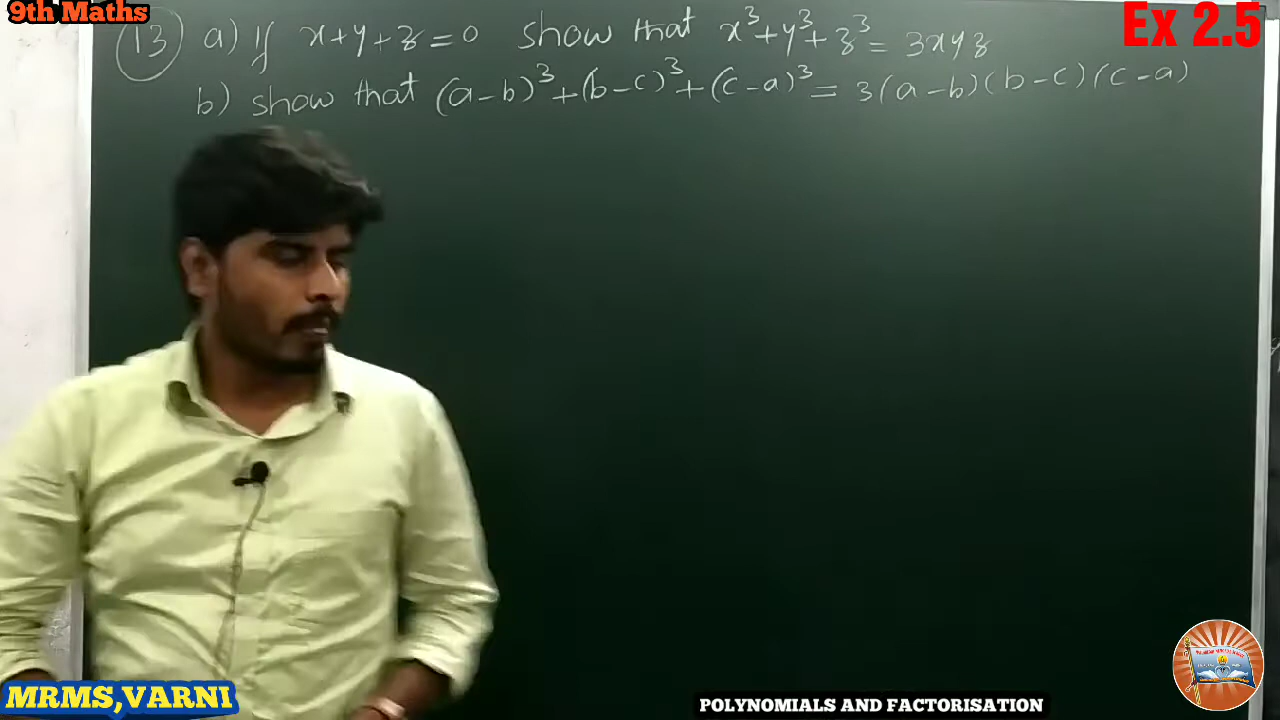 9th Maths
Ex 2.5
13 a) If x+y+z=0 show that x³+y³+z³=3xyz
b) show that (a-b)³+(b-c)³+(c-a)³=3(a-b)(b-c)(c-a)
MRMS,VARNI
POLYNOMIALS AND FACTORISATION